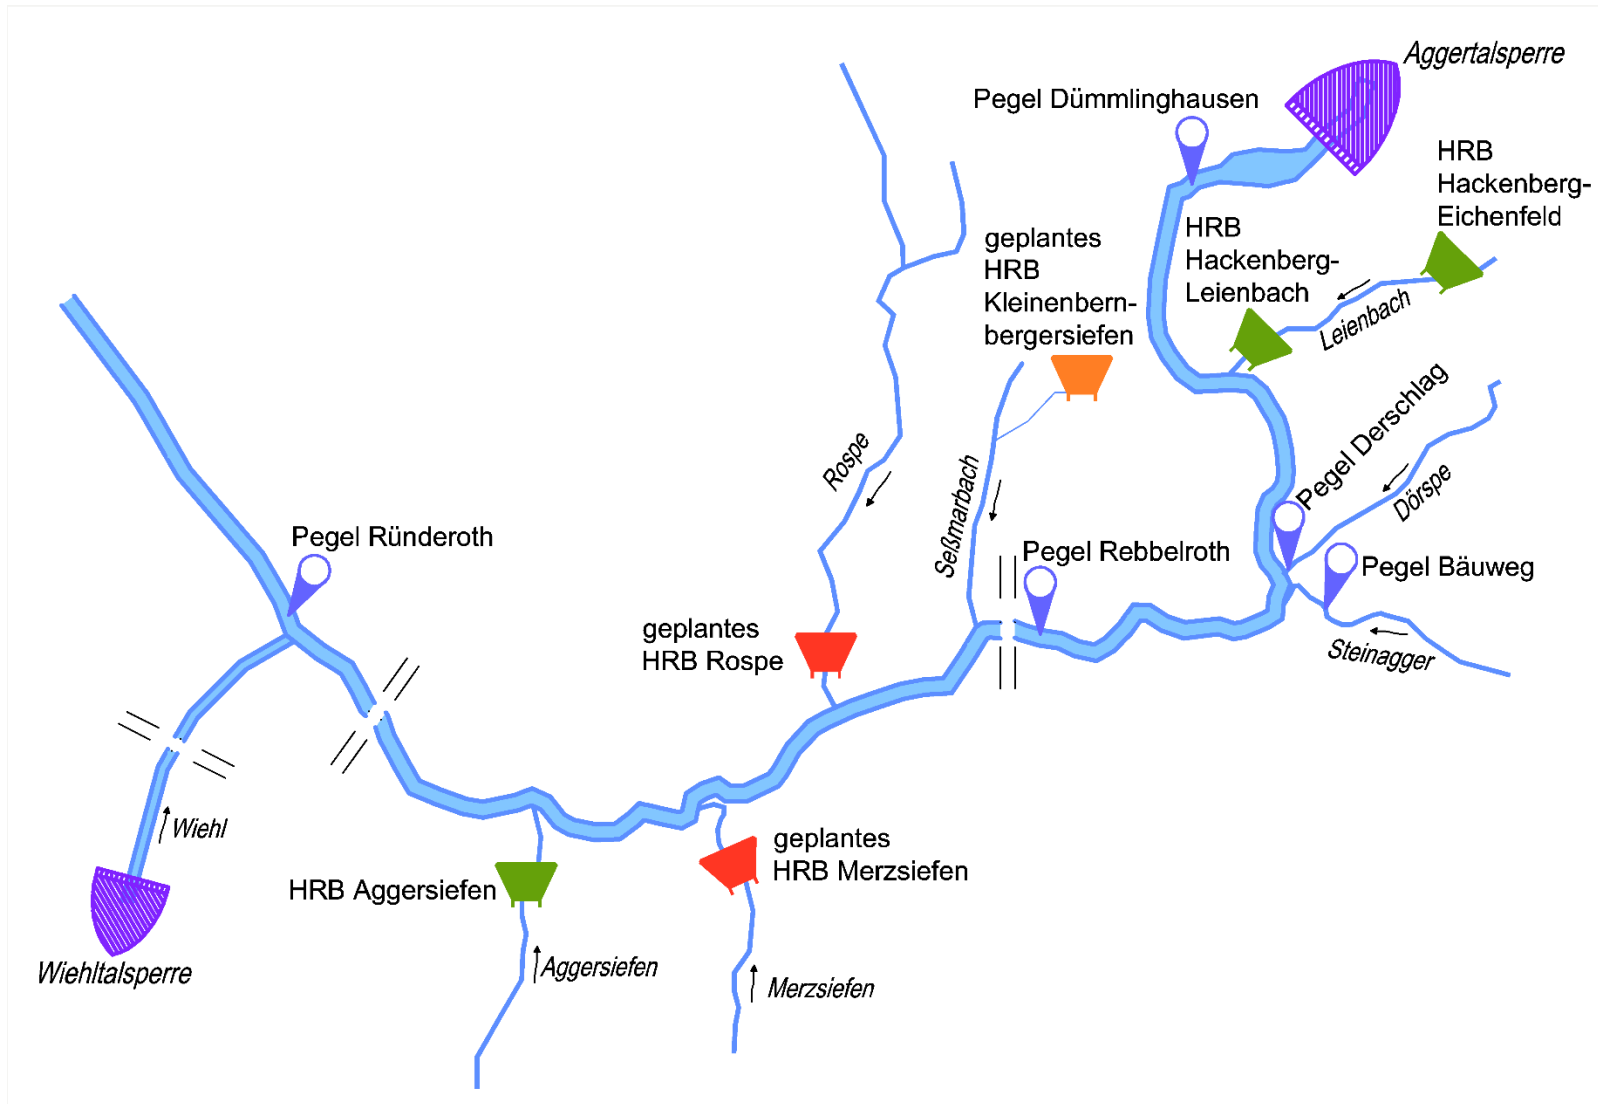 Aggertalsperre
Pegel Dümmlinghausen
HRB
Hackenberg-
Eichenfeld
HRB
Hackenberg-
Leienbach
geplantes
HRB
Kleinenbern-
bergersiefen
Leienbach
Pegel Derschlag
Dörspe
Rospe
Seßmarbach
Pegel Ründeroth
Pegel Rebbelroth
Pegel Bäuweg
geplantes
HRB Rospe
Steinagger
Wiehl
geplantes
HRB Merzsiefen
HRB Aggersiefen
Wiehltalsperre
Aggersiefen
Merzsiefen